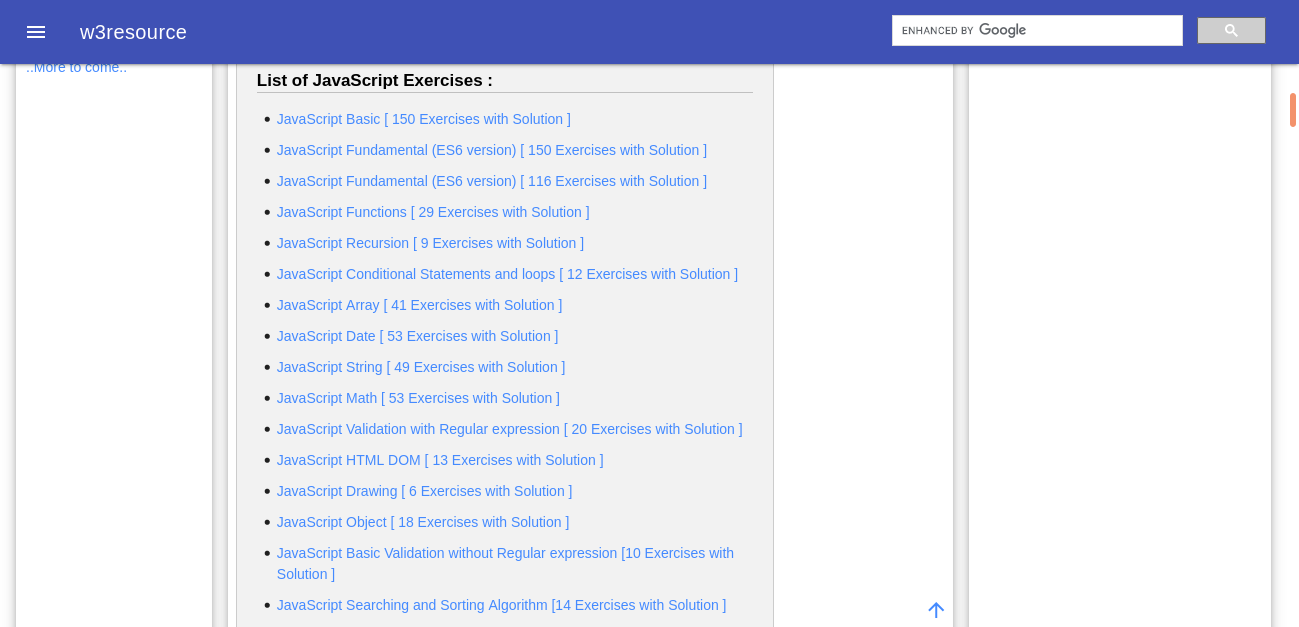 w3resource
ENHANCED BY Google
..More to come..
List of JavaScript Exercises :
JavaScript Basic [ 150 Exercises with Solution ]
JavaScript Fundamental (ES6 version) [ 150 Exercises with Solution ]
JavaScript Fundamental (ES6 version) [ 116 Exercises with Solution ]
JavaScript Functions [ 29 Exercises with Solution ]
JavaScript Recursion [ 9 Exercises with Solution ]
JavaScript Conditional Statements and loops [ 12 Exercises with Solution ]
JavaScript Array [ 41 Exercises with Solution ]
JavaScript Date [ 53 Exercises with Solution ]
JavaScript String [ 49 Exercises with Solution ]
JavaScript Math [ 53 Exercises with Solution ]
JavaScript Validation with Regular expression [ 20 Exercises with Solution ]
JavaScript HTML DOM [ 13 Exercises with Solution ]
JavaScript Drawing [ 6 Exercises with Solution ]
JavaScript Object [ 18 Exercises with Solution ]
JavaScript Basic Validation without Regular expression [10 Exercises with
Solution ]
JavaScript Searching and Sorting Algorithm [14 Exercises with Solution ]